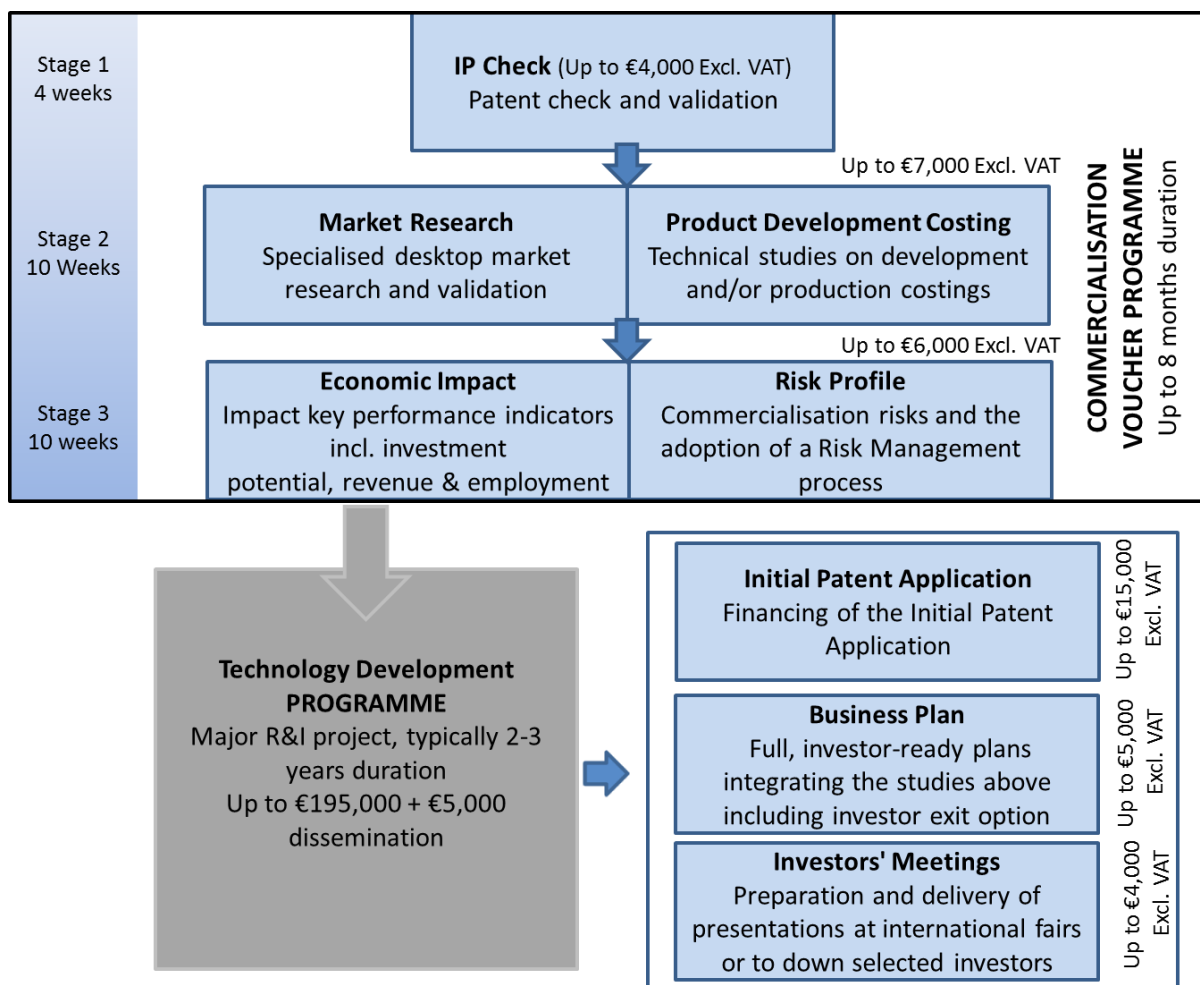 Stage 1
4 weeks
IP Check (Up to €4,000 Excl. VAT)
Patent check and validation
Up to €7,000 Excl. VAT
Stage 2
10 Weeks
Market Research
Specialised desktop market
research and validation
Product Development Costing
Technical studies on development
and/or production costings
Up to €6,000 Excl. VAT
Stage 3
10 weeks
Economic Impact
Impact key performance indicators
incl. investment
potential, revenue & employment
Risk Profile
Commercialisation risks and the
adoption of a Risk Management
process
COMMERCIALISATION
VOUCHER PROGRAMME
Up to 8 months duration
Technology Development
PROGRAMME
Major R&I project, typically 2-3
years duration
Up to €195,000 + €5,000
dissemination
Initial Patent Application
Financing of the Initial Patent
Application
Up to €15,000
Excl. VAT
Business Plan
Full, investor-ready plans
integrating the studies above
including investor exit option
Up to €5,000
Excl. VAT
Investors' Meetings
Preparation and delivery of
presentations at international fairs
or to down selected investors
Up to €4,000
Excl. VAT